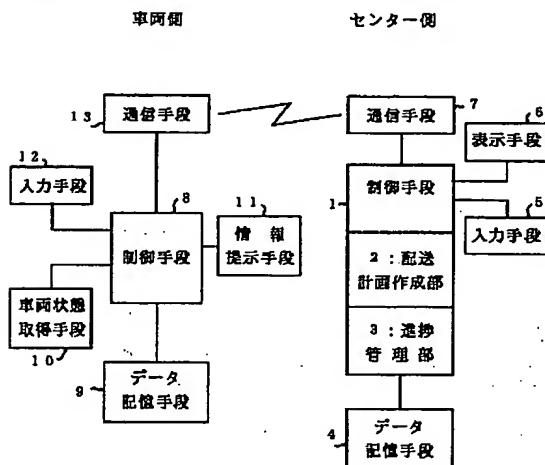 車両側
センター側
13
通信手段
通信手段
7
6
表示手段
12
入力手段
8
制御手段
11
情報
提示手段
1
制御手段
5
入力手段
2:配送
計画作成部
3:進捗
管理部
車両状態
取得手段
10
9
データ
記憶手段
4
データ
記憶手段